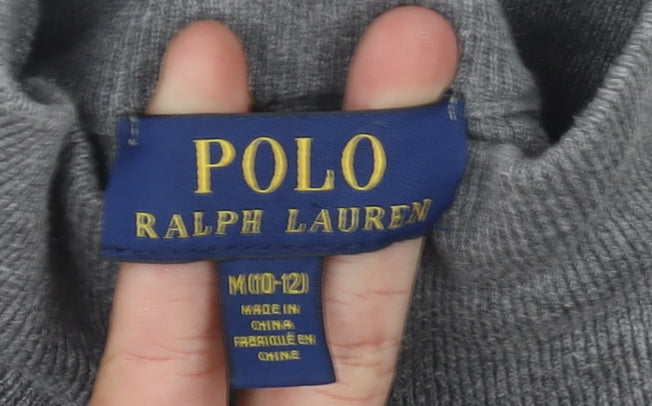 POLO
RALPH LAUREN
M(10-12)
MADE IN
CHINA
FABRIQUÉ EN
CHINE